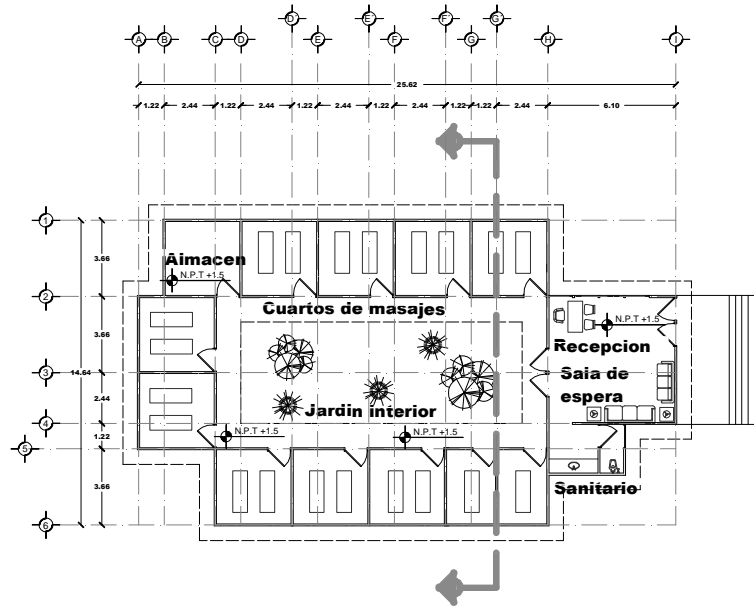 D' E' F' G'
A B C D E F G H I
25.62
1.22 2.44 1.22 2.44 1.22 2.44 1.22 2.44 1.22 1.22 2.44 6.10
1
3.66
Almacen
N.P.T +1.5
2
Cuartos de masajes
N.P.T +1.5
3.66
Recepcion
Sala de
espera
3
14.64
2.44
Jardin interior
4
N.P.T +1.5
N.P.T +1.5
1.22
5
3.66
Sanitario
6